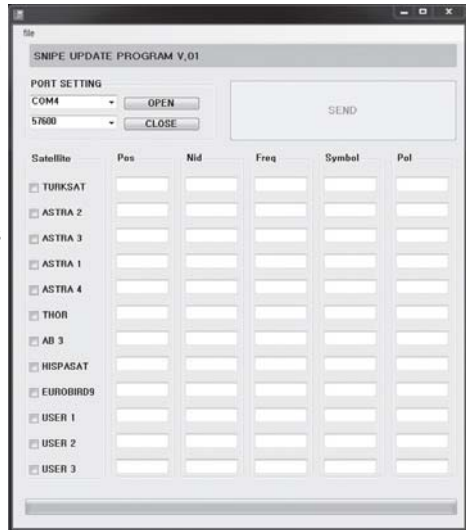 file
SNIPE UPDATE PROGRAM V,01
PORT SETTING
COM4 OPEN
57600 CLOSE
SEND
Satellite Pos Nid Freq Symbol Pol
TURKSAT
ASTRA 2
ASTRA 3
ASTRA 1
ASTRA 4
THOR
AB 3
HISPASAT
EUROBIRD9
USER 1
USER 2
USER 3